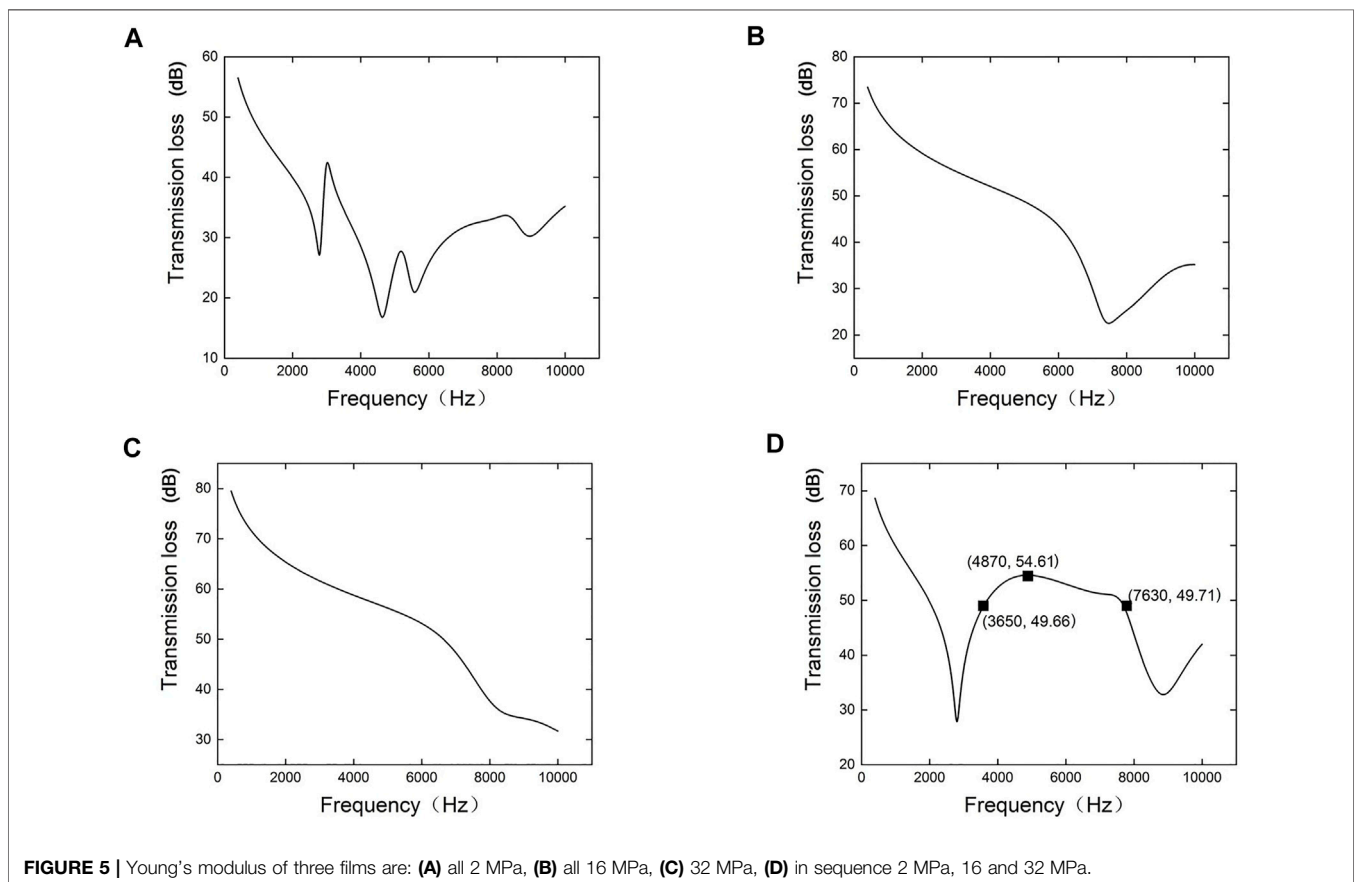 A
60
50
40
30
20
10
0 2000 4000 6000 8000 10000
Transmission loss (dB)
Frequency（Hz）
B
80
70
60
50
40
30
20
0 2000 4000 6000 8000 10000
Transmission loss (dB)
Frequency（Hz）
C
80
70
60
50
40
30
0 2000 4000 6000 8000 10000
Transmission loss (dB)
Frequency（Hz）
D
70
60
50
40
30
20
(4870, 54.61)
(7630, 49.71)
(3650, 49.66)
0 2000 4000 6000 8000 10000
Transmission loss (dB)
Frequency（Hz）
FIGURE 5 | Young's modulus of three films are: (A) all 2 MPa, (B) all 16 MPa, (C) 32 MPa, (D) in sequence 2 MPa, 16 and 32 MPa.